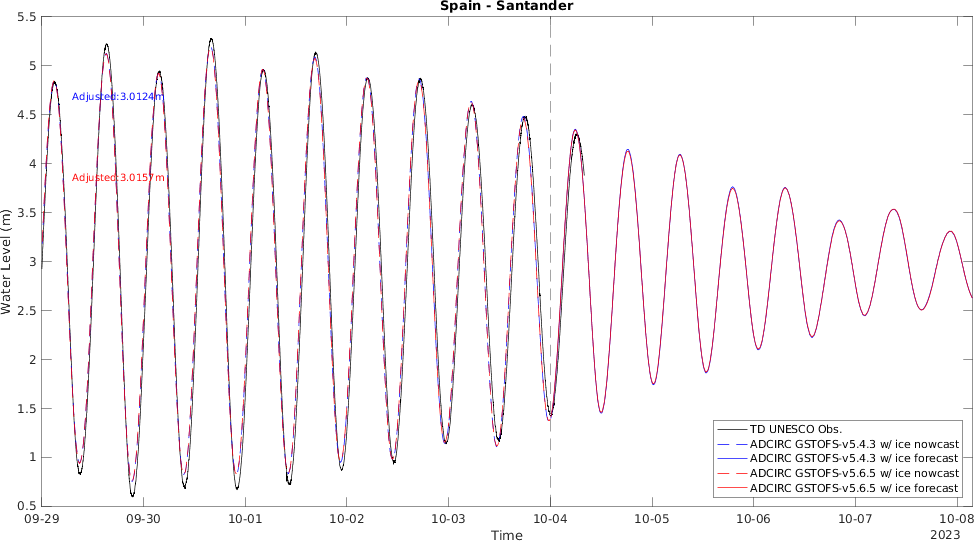 Spain - Santander
5.5
5
4.5
4
3.5
3
2.5
2
1.5
1
0.5
Water Level (m)
Adjusted:3.0124m
Adjusted:3.0157m
TD UNESCO Obs.
ADCIRC GSTOFS-v5.4.3 w/ ice nowcast
ADCIRC GSTOFS-v5.4.3 w/ ice forecast
ADCIRC GSTOFS-v5.6.5 w/ ice nowcast
ADCIRC GSTOFS-v5.6.5 w/ ice forecast
09-29 09-30 10-01 10-02 10-03 10-04 10-05 10-06 10-07 10-08
Time
2023